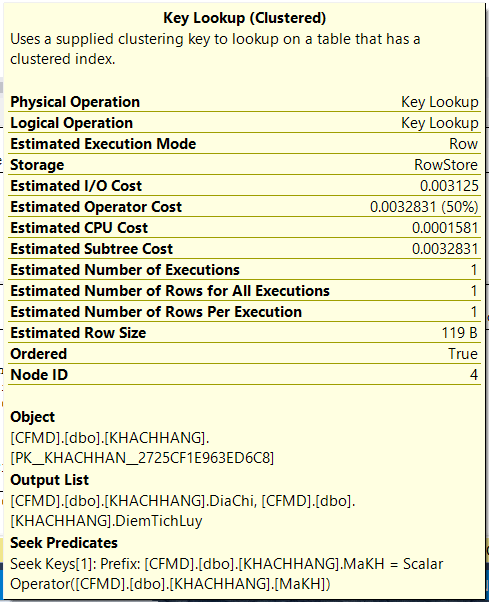 Key Lookup (Clustered)
Uses a supplied clustering key to lookup on a table that has a
clustered index.
Physical Operation Key Lookup
Logical Operation Key Lookup
Estimated Execution Mode Row
Storage RowStore
Estimated I/O Cost 0.003125
Estimated Operator Cost 0.0032831 (50%)
Estimated CPU Cost 0.0001581
Estimated Subtree Cost 0.0032831
Estimated Number of Executions 1
Estimated Number of Rows for All Executions 1
Estimated Number of Rows Per Execution 1
Estimated Row Size 119 B
Ordered True
Node ID 4
Object
[CFMD].[dbo].[KHACHHANG].
[PK__KHACHHAN__2725CF1E963ED6C8]
Output List
[CFMD].[dbo].[KHACHHANG].DiaChi, [CFMD].[dbo].
[KHACHHANG].DiemTichLuy
Seek Predicates
Seek Keys[1]: Prefix: [CFMD].[dbo].[KHACHHANG].MaKH = Scalar
Operator([CFMD].[dbo].[KHACHHANG].[MaKH])